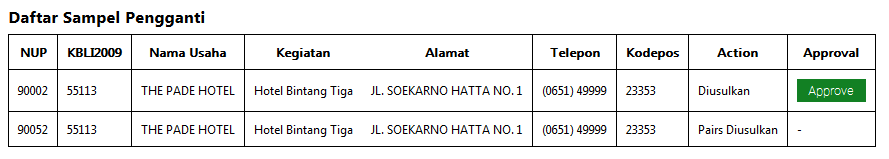 Daftar Sampel Pengganti
NUP KBLI2009 Nama Usaha Kegiatan Alamat Telepon Kodepos Action Approval
90002 55113 THE PADE HOTEL Hotel Bintang Tiga JL. SOEKARNO HATTA NO. 1 (0651) 49999 23353 Diusulkan Approve
90052 55113 THE PADE HOTEL Hotel Bintang Tiga JL. SOEKARNO HATTA NO. 1 (0651) 49999 23353 Pairs Diusulkan -